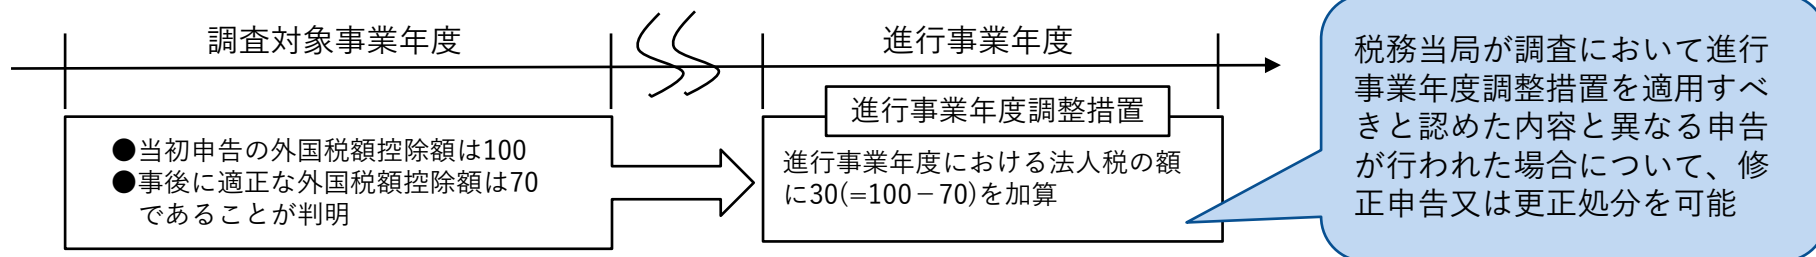 調査対象事業年度
進行事業年度
●当初申告の外国税額控除額は100
●事後に適正な外国税額控除額は70
であることが判明
進行事業年度調整措置
進行事業年度における法人税の額
に30(=100－70)を加算
税務当局が調査において進行
事業年度調整措置を適用すべ
きと認めた内容と異なる申告
が行われた場合について、修
正申告又は更正処分を可能